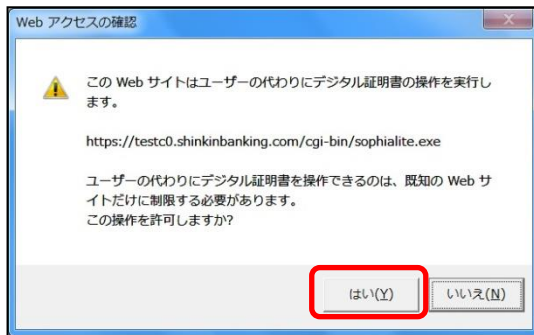 Web アクセスの確認
この Web サイトはユーザーの代わりにデジタル証明書の操作を実行し
ます。
https://testc0.shinkinbanking.com/cgi-bin/sophialite.exe
ユーザーの代わりにデジタル証明書を操作できるのは、既知の Web サ
イトだけに制限する必要があります。
この操作を許可しますか?
はい(Y)
いいえ(N)